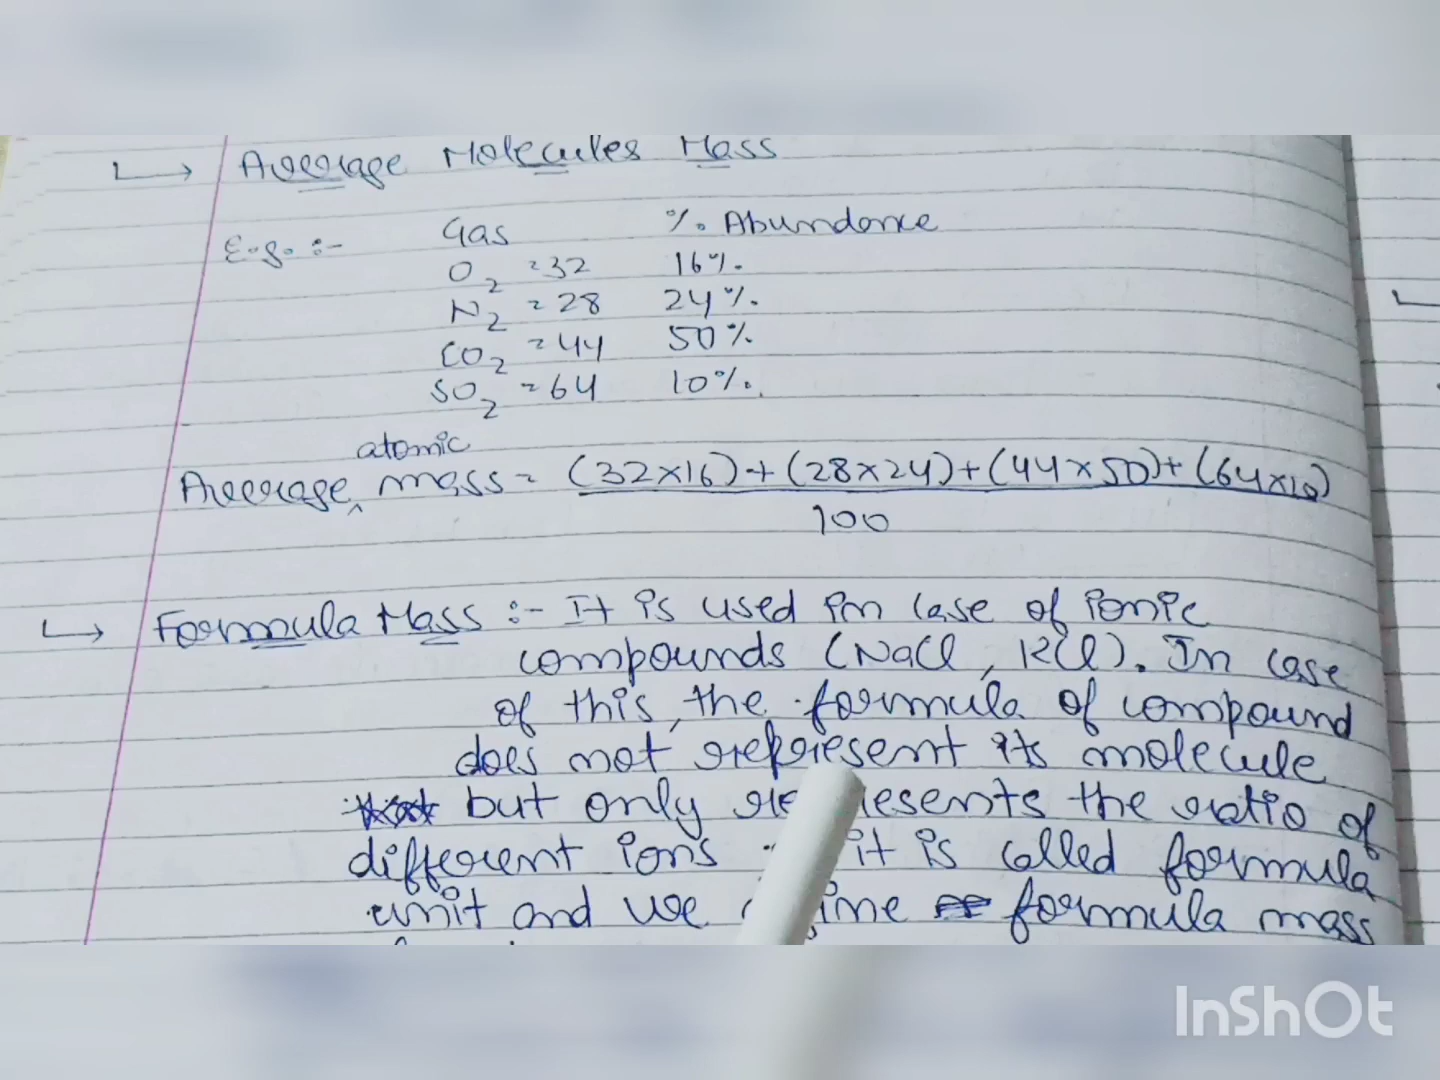 ↳ Average Molecules Mass
E.g. :- Gas % Abundance
O2 = 32 16%.
N2 = 28 24%.
CO2 = 44 50%
SO2 = 64 10%.
atomic
Average ^ mass = (32×16)+(28×24)+(44×50)+(64×10)
100
↳ Formula Mass :- It is used in case of ionic
compounds (NaCl, KCl). In case
of this, the formula of compound
does not represent its molecule
but only the ratio of
different ions it is called formula
unit and we formula mass
InShOt